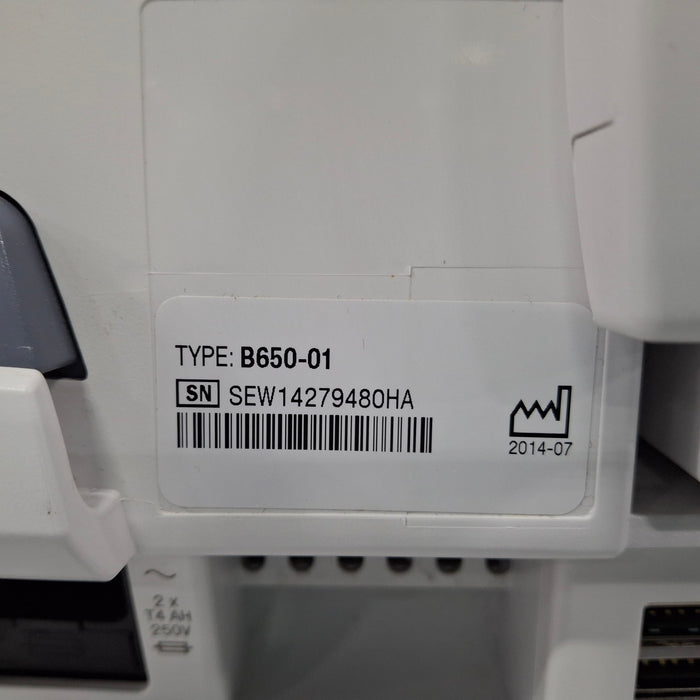 TYPE: B650-01
SN SEW14279480HA
2014-07
2 x
T4 AH
250V